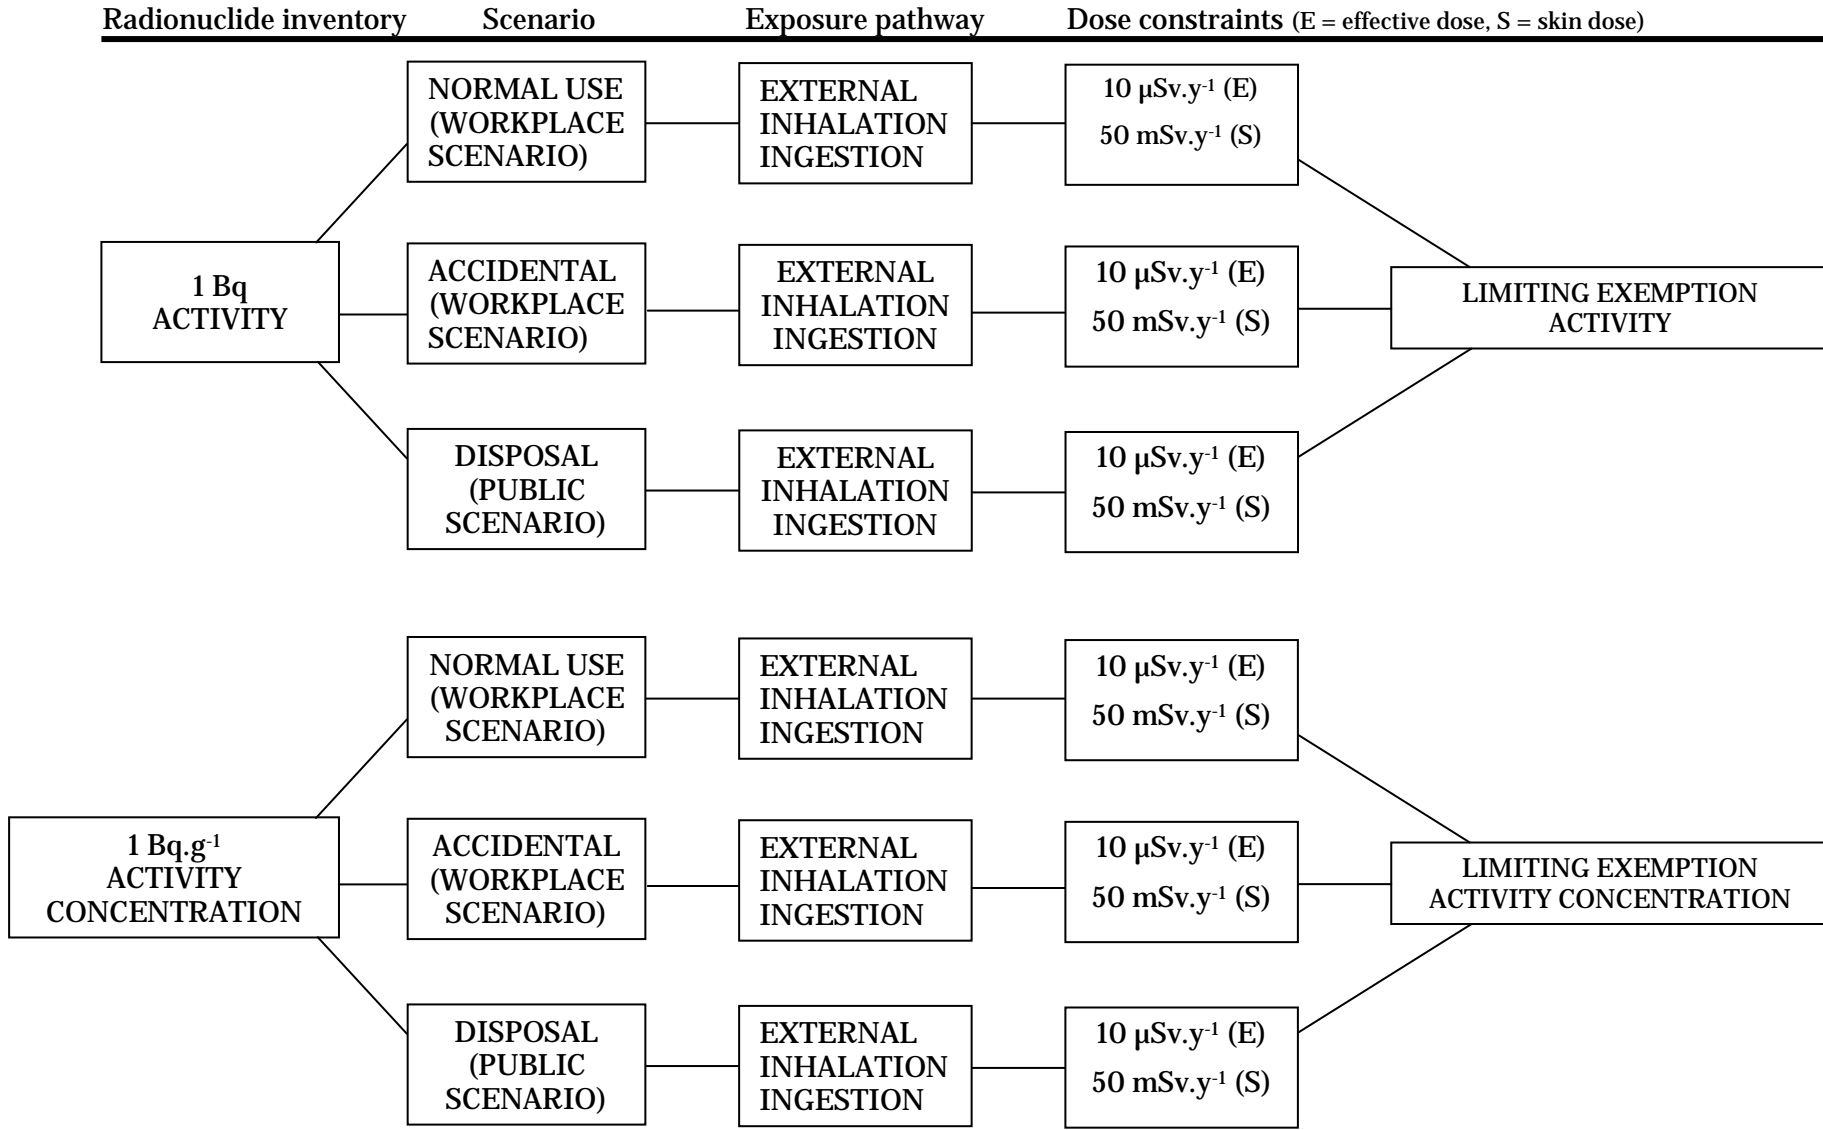 Radionuclide inventory Scenario Exposure pathway Dose constraints (E = effective dose, S = skin dose)
NORMAL USE
(WORKPLACE
SCENARIO)
EXTERNAL
INHALATION
INGESTION
10 µSv.y⁻¹ (E)
50 mSv.y⁻¹ (S)
1 Bq
ACTIVITY
ACCIDENTAL
(WORKPLACE
SCENARIO)
EXTERNAL
INHALATION
INGESTION
10 µSv.y⁻¹ (E)
50 mSv.y⁻¹ (S)
LIMITING EXEMPTION
ACTIVITY
DISPOSAL
(PUBLIC
SCENARIO)
EXTERNAL
INHALATION
INGESTION
10 µSv.y⁻¹ (E)
50 mSv.y⁻¹ (S)
NORMAL USE
(WORKPLACE
SCENARIO)
EXTERNAL
INHALATION
INGESTION
10 µSv.y⁻¹ (E)
50 mSv.y⁻¹ (S)
1 Bq.g⁻¹
ACTIVITY
CONCENTRATION
ACCIDENTAL
(WORKPLACE
SCENARIO)
EXTERNAL
INHALATION
INGESTION
10 µSv.y⁻¹ (E)
50 mSv.y⁻¹ (S)
LIMITING EXEMPTION
ACTIVITY CONCENTRATION
DISPOSAL
(PUBLIC
SCENARIO)
EXTERNAL
INHALATION
INGESTION
10 µSv.y⁻¹ (E)
50 mSv.y⁻¹ (S)